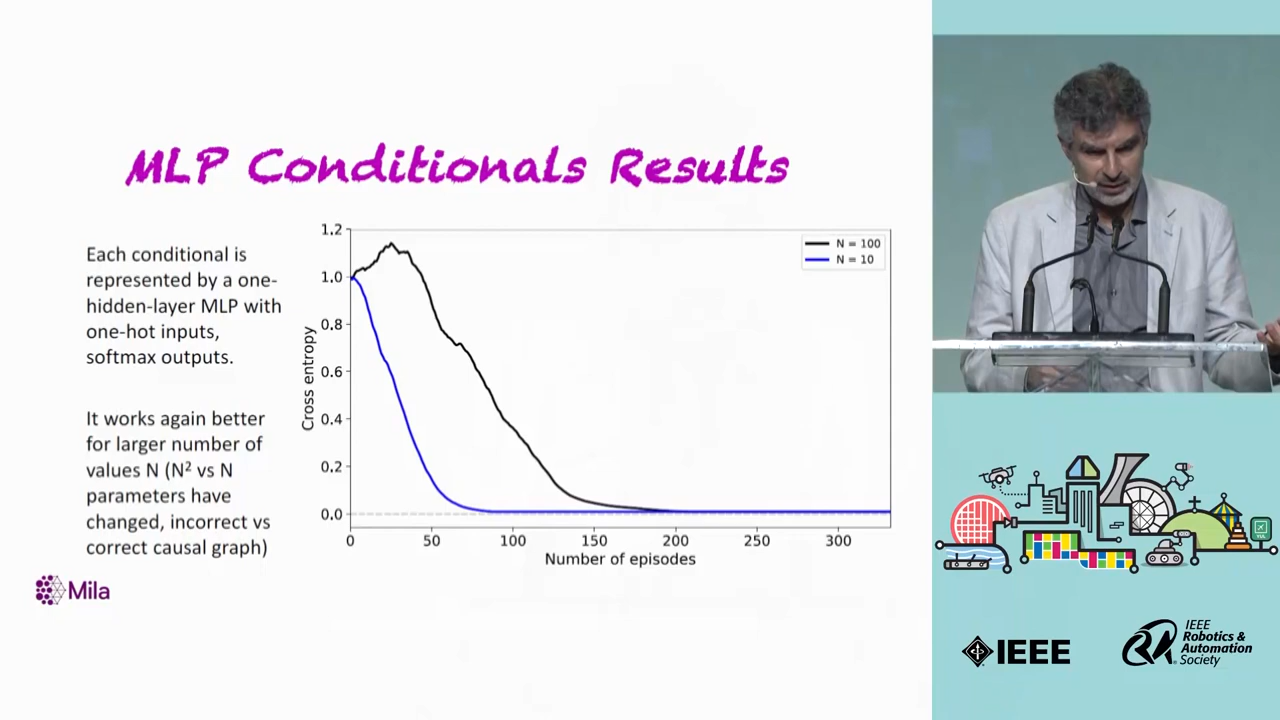 MLP Conditionals Results
Each conditional is
represented by a one-
hidden-layer MLP with
one-hot inputs,
softmax outputs.
It works again better
for larger number of
values N (N² vs N
parameters have
changed, incorrect vs
correct causal graph)
Mila
1.2
1.0
0.8
0.6
0.4
0.2
0.0
Cross entropy
0 50 100 150 200 250 300
Number of episodes
N = 100
N = 10
YUL
IEEE
IEEE
Robotics &
Automation
Society